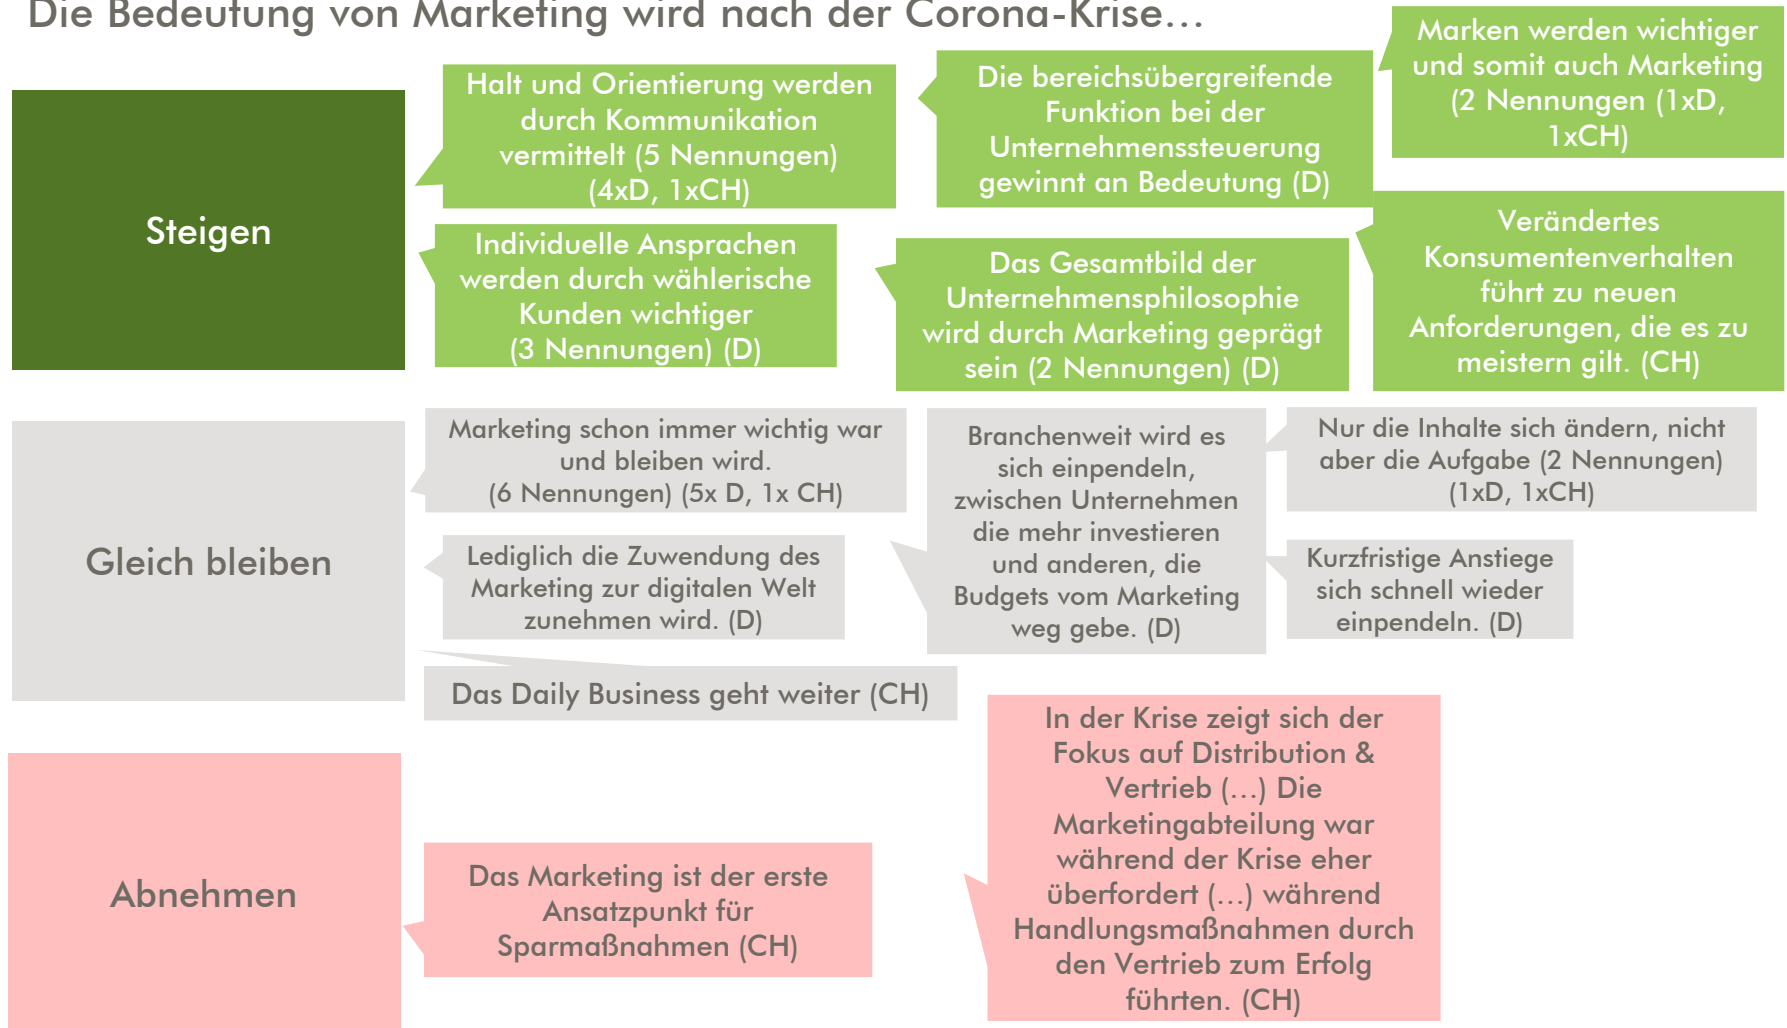 Die Bedeutung von Marketing wird nach der Corona-Krise...
Steigen
Halt und Orientierung werden
durch Kommunikation
vermittelt (5 Nennungen)
(4xD, 1xCH)
Die bereichsübergreifende
Funktion bei der
Unternehmenssteuerung
gewinnt an Bedeutung (D)
Marken werden wichtiger
und somit auch Marketing
(2 Nennungen (1xD,
1xCH)
Individuelle Ansprachen
werden durch wählerische
Kunden wichtiger
(3 Nennungen) (D)
Das Gesamtbild der
Unternehmensphilosophie
wird durch Marketing geprägt
sein (2 Nennungen) (D)
Verändertes
Konsumentenverhalten
führt zu neuen
Anforderungen, die es zu
meistern gilt. (CH)
Gleich bleiben
Marketing schon immer wichtig war
und bleiben wird.
(6 Nennungen) (5x D, 1x CH)
Branchenweit wird es
sich einpendeln,
zwischen Unternehmen
die mehr investieren
und anderen, die
Budgets vom Marketing
weg gebe. (D)
Nur die Inhalte sich ändern, nicht
aber die Aufgabe (2 Nennungen)
(1xD, 1xCH)
Lediglich die Zuwendung des
Marketing zur digitalen Welt
zunehmen wird. (D)
Kurzfristige Anstiege
sich schnell wieder
einpendeln. (D)
Das Daily Business geht weiter (CH)
Abnehmen
Das Marketing ist der erste
Ansatzpunkt für
Sparmaßnahmen (CH)
In der Krise zeigt sich der
Fokus auf Distribution &
Vertrieb (...) Die
Marketingabteilung war
während der Krise eher
überfordert (...) während
Handlungsmaßnahmen durch
den Vertrieb zum Erfolg
führten. (CH)